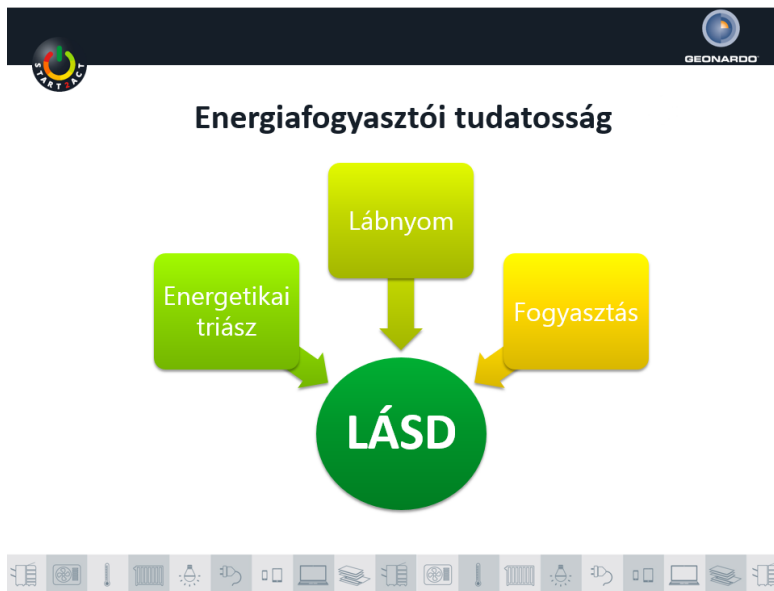 START2ACT
GEONARDO
Energiafogyasztói tudatosság
Lábnyom
Energetikai
triász
Fogyasztás
LÁSD